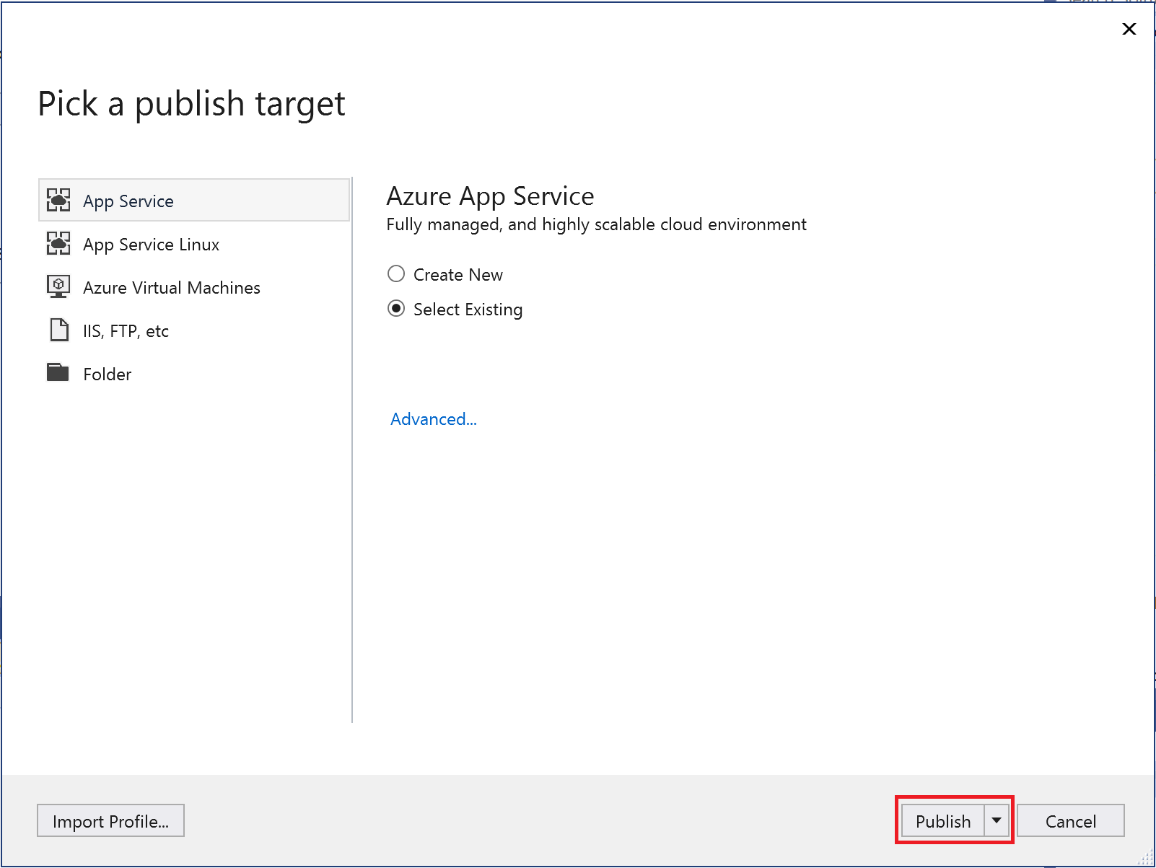 Pick a publish target
App Service
App Service Linux
Azure Virtual Machines
IIS, FTP, etc
Folder
Azure App Service
Fully managed, and highly scalable cloud environment
Create New
Select Existing
Advanced...
Import Profile...
Publish
Cancel